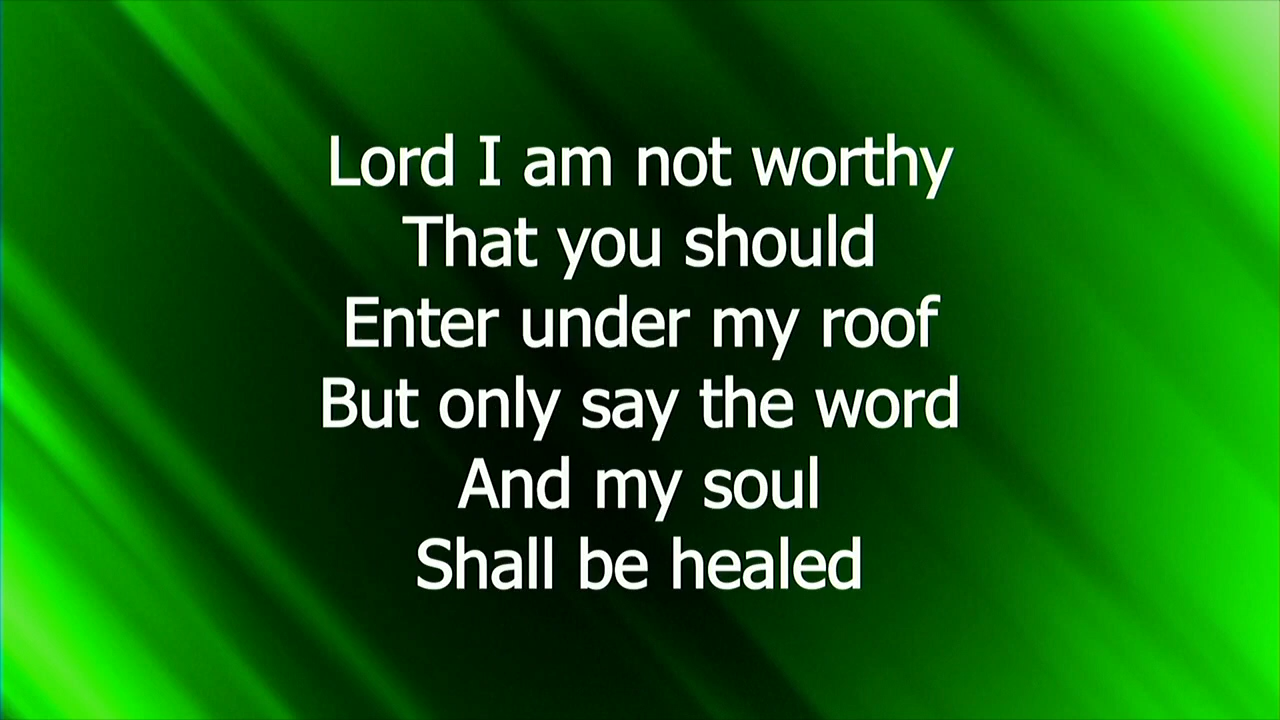 Lord I am not worthy
That you should
Enter under my roof
But only say the word
And my soul
Shall be healed